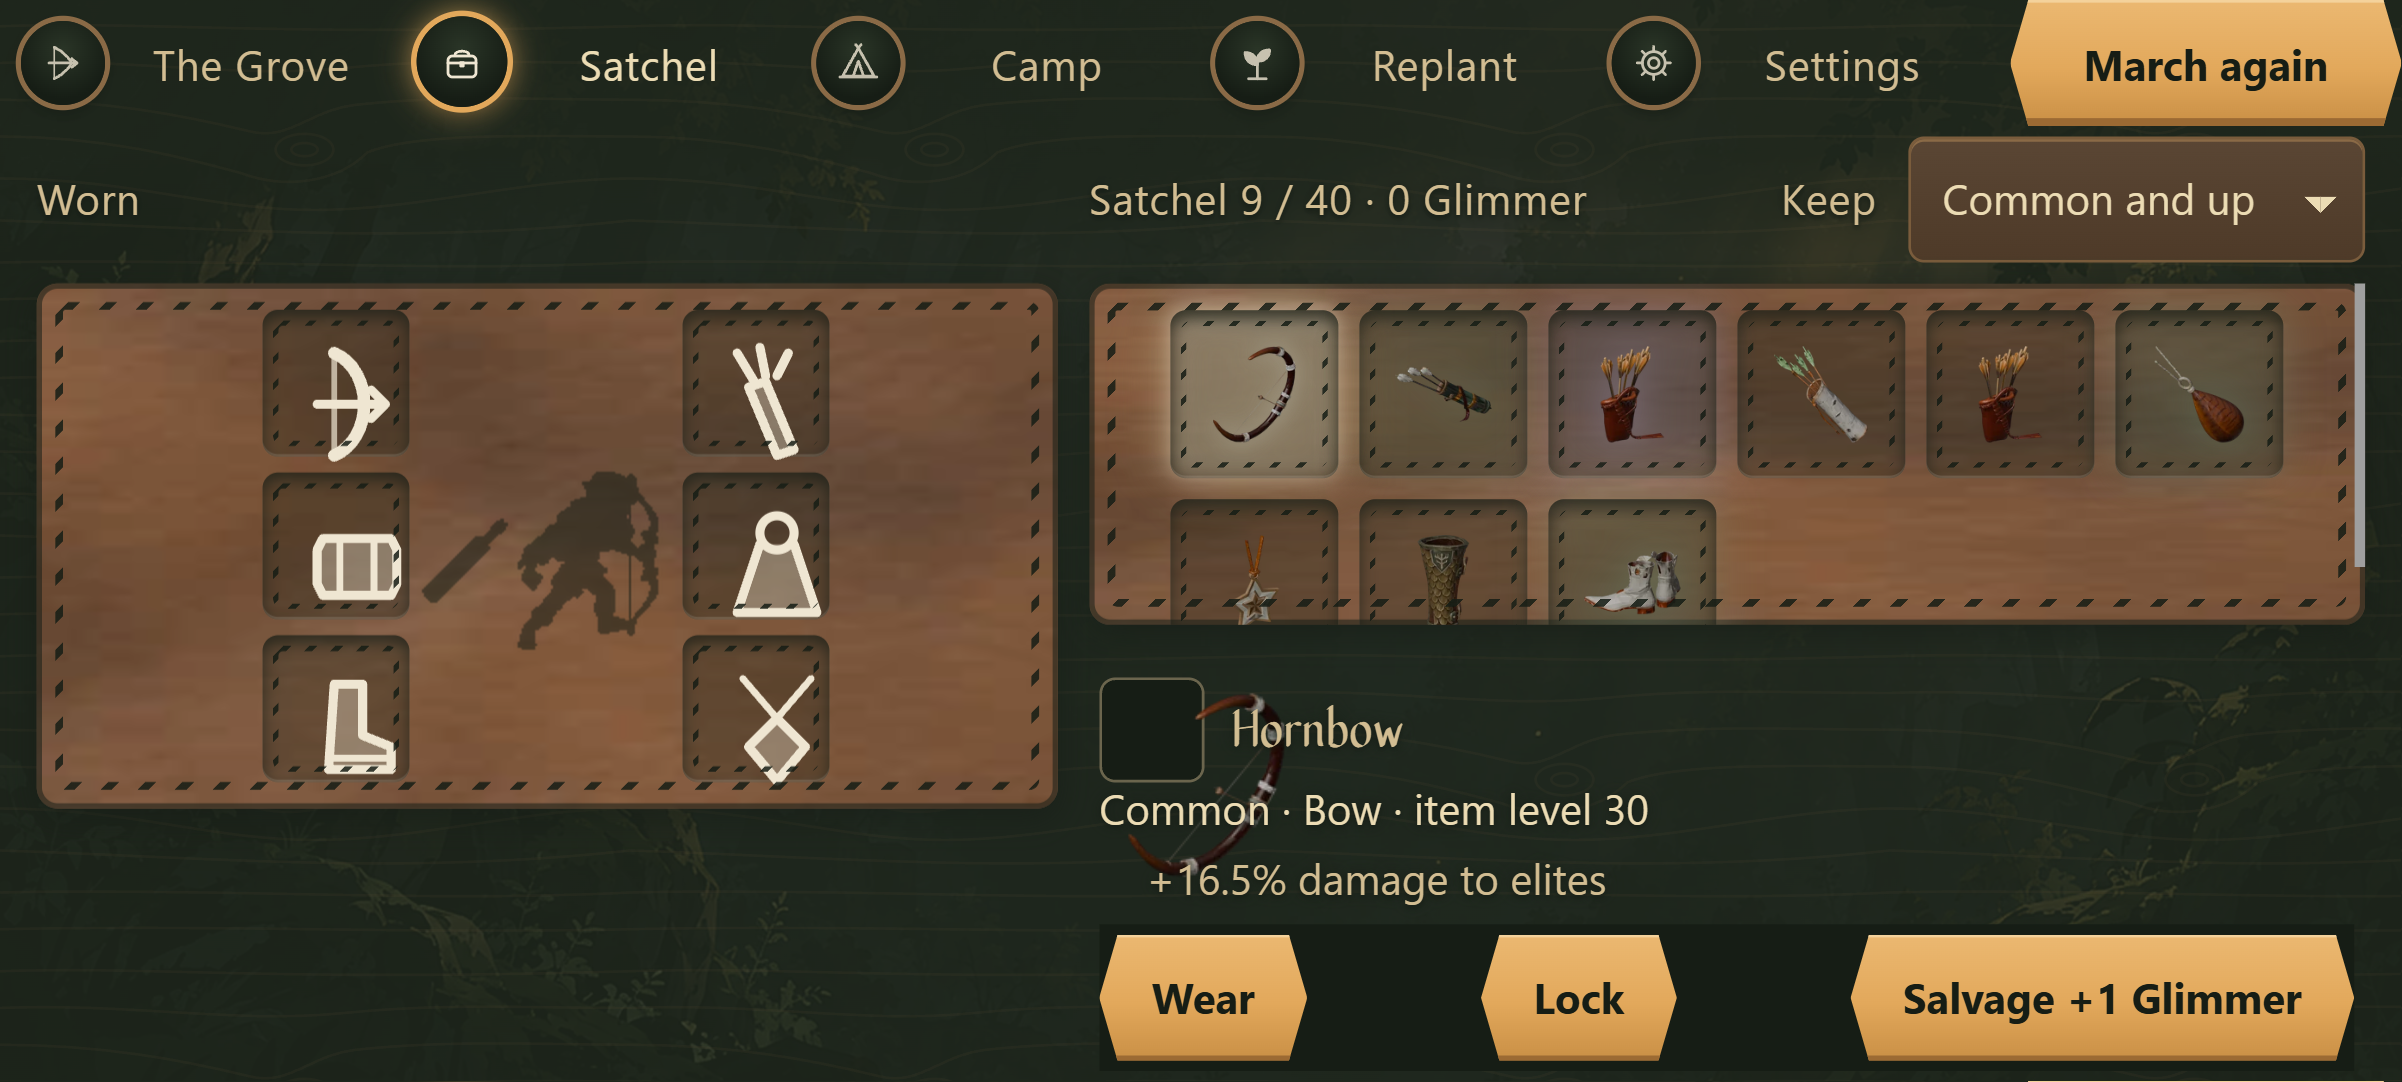 The Grove
Satchel
Camp
Replant
Settings
March again
Worn
Satchel 9 / 40 · 0 Glimmer
Keep
Common and up
Hornbow
Common · Bow · item level 30
+16.5% damage to elites
Wear
Lock
Salvage +1 Glimmer